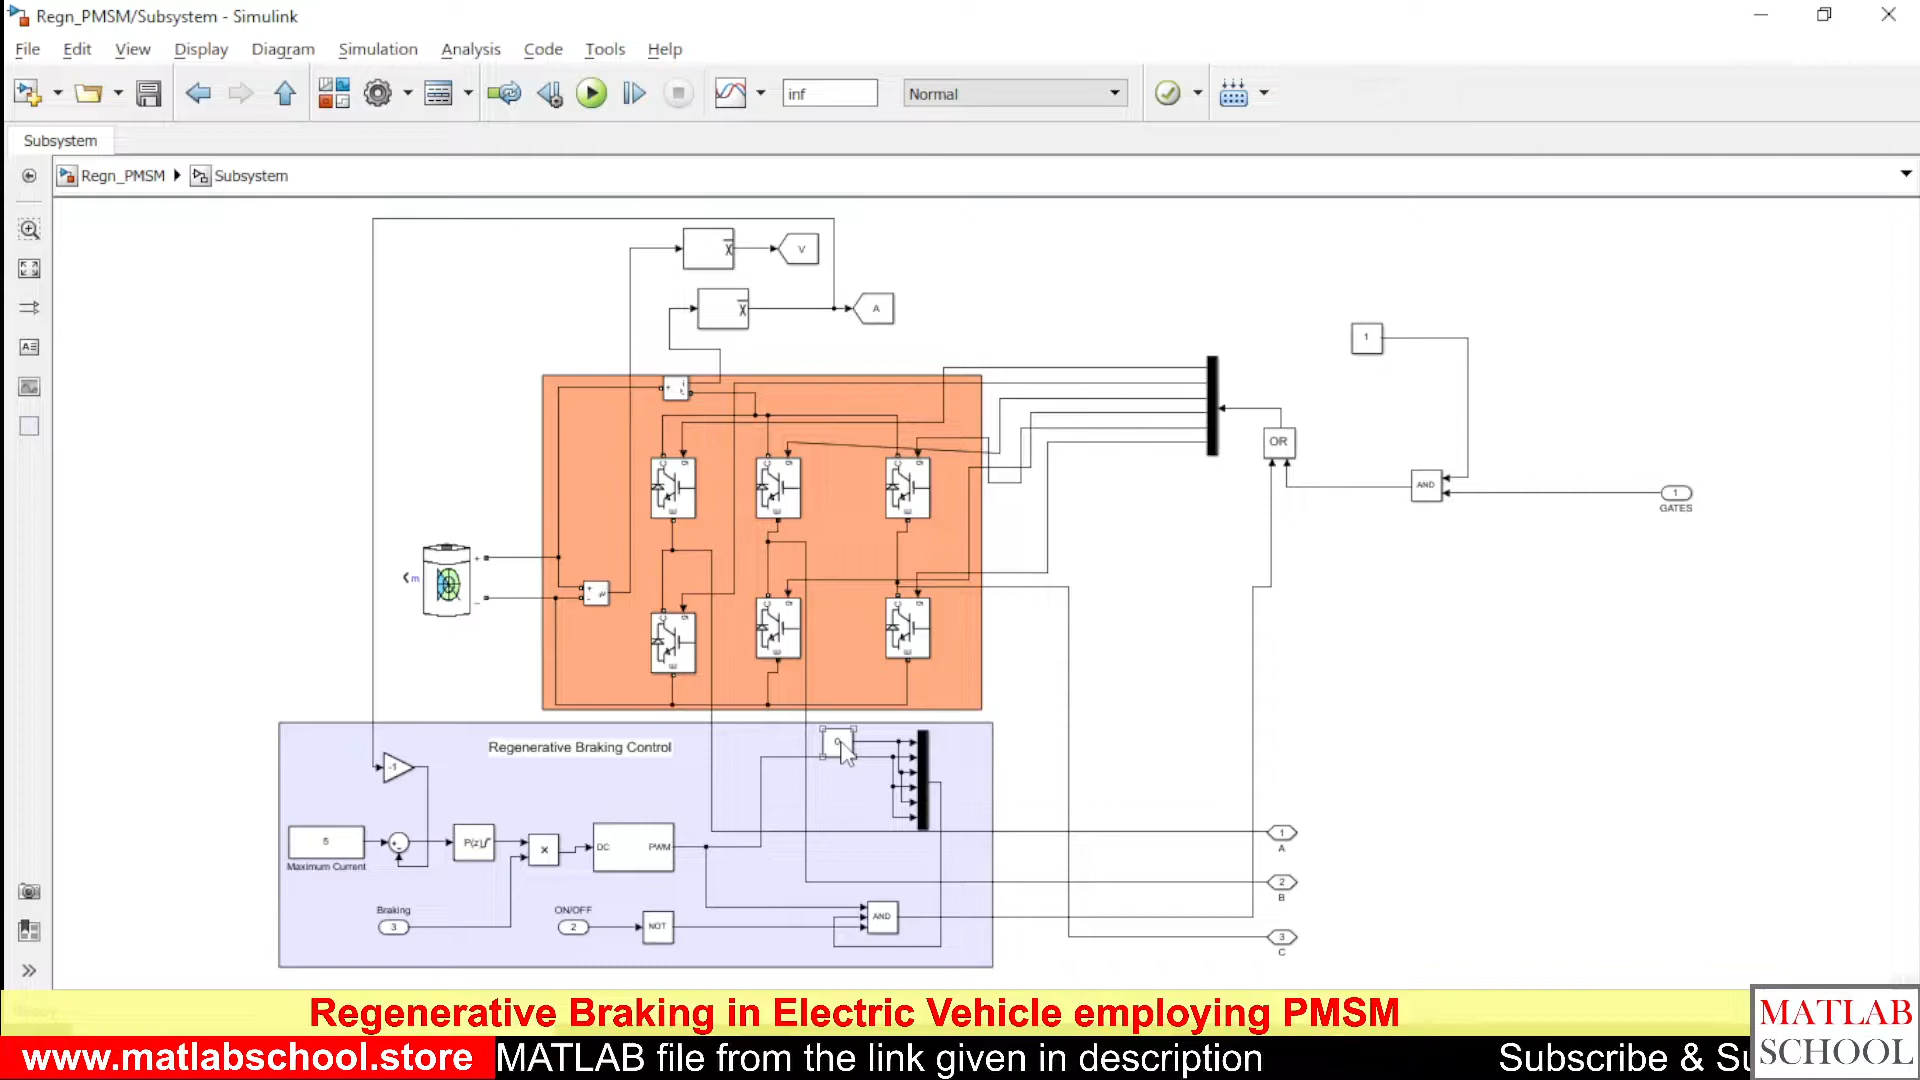 Regn_PMSM/Subsystem - Simulink
File Edit View Display Diagram Simulation Analysis Code Tools Help
inf
Normal
Subsystem
Regn_PMSM Subsystem
V
A
1
OR
AND
1
GATES
m
Regenerative Braking Control
0
-1
5
Maximum Current
P(z)
×
DC PWM
Braking
3
ON/OFF
2
NOT
AND
1
A
2
B
3
C
Regenerative Braking in Electric Vehicle employing PMSM
www.matlabschool.store
MATLAB file from the link given in description
Subscribe & Su
MATLAB
SCHOOL